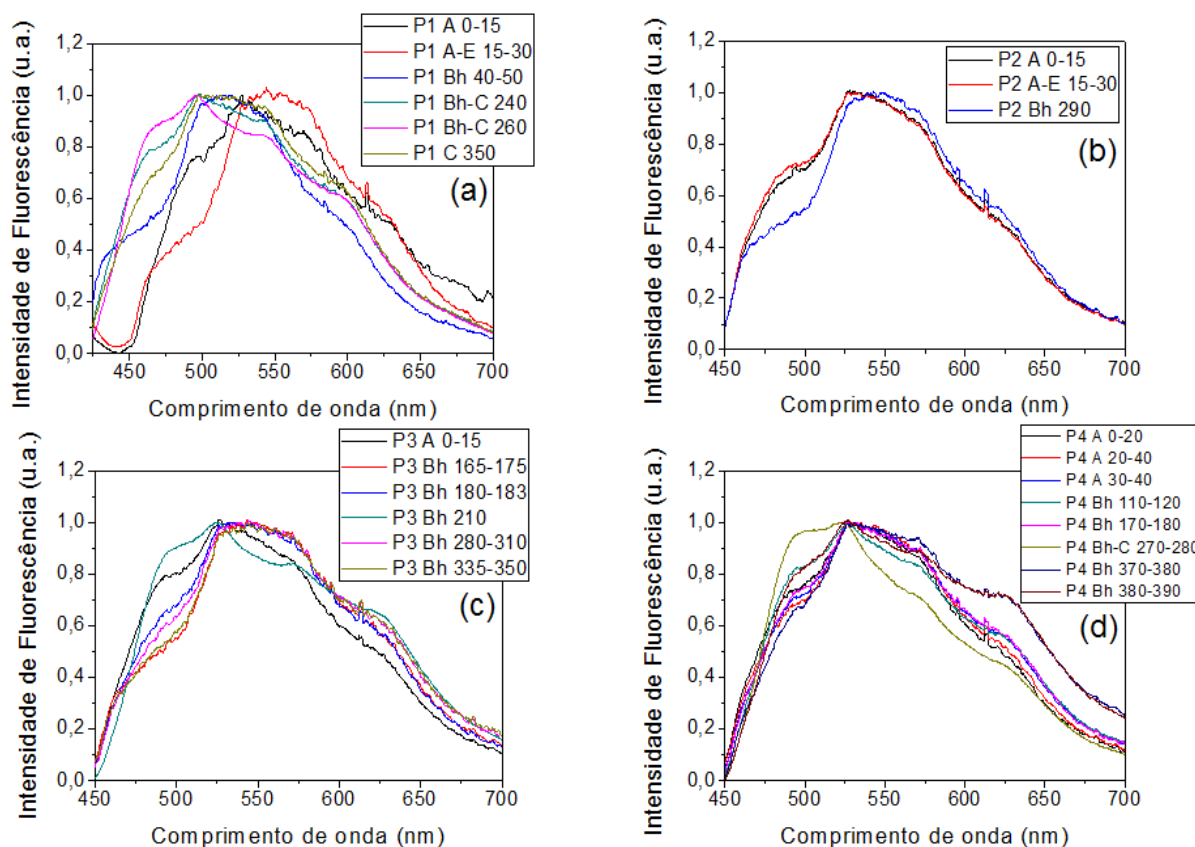 Intensidade de Fluorescência (u.a.)
1,2
1,0
0,8
0,6
0,4
0,2
0,0
P1 A 0-15
P1 A-E 15-30
P1 Bh 40-50
P1 Bh-C 240
P1 Bh-C 260
P1 C 350
(a)
450 500 550 600 650 700
Comprimento de onda (nm)
Intensidade de Fluorescência (u.a.)
1,2
1,0
0,8
0,6
0,4
0,2
0,0
P2 A 0-15
P2 A-E 15-30
P2 Bh 290
(b)
450 500 550 600 650 700
Comprimento de onda (nm)
Intensidade de Fluorescência (u.a.)
1,2
1,0
0,8
0,6
0,4
0,2
0,0
P3 A 0-15
P3 Bh 165-175
P3 Bh 180-183
P3 Bh 210
P3 Bh 280-310
P3 Bh 335-350
(c)
450 500 550 600 650 700
Comprimento de onda (nm)
Intensidade de Fluorescência (u.a.)
1,2
1,0
0,8
0,6
0,4
0,2
0,0
P4 A 0-20
P4 A 20-40
P4 A 30-40
P4 Bh 110-120
P4 Bh 170-180
P4 Bh-C 270-280
P4 Bh 370-380
P4 Bh 380-390
(d)
450 500 550 600 650 700
Comprimento de onda (nm)